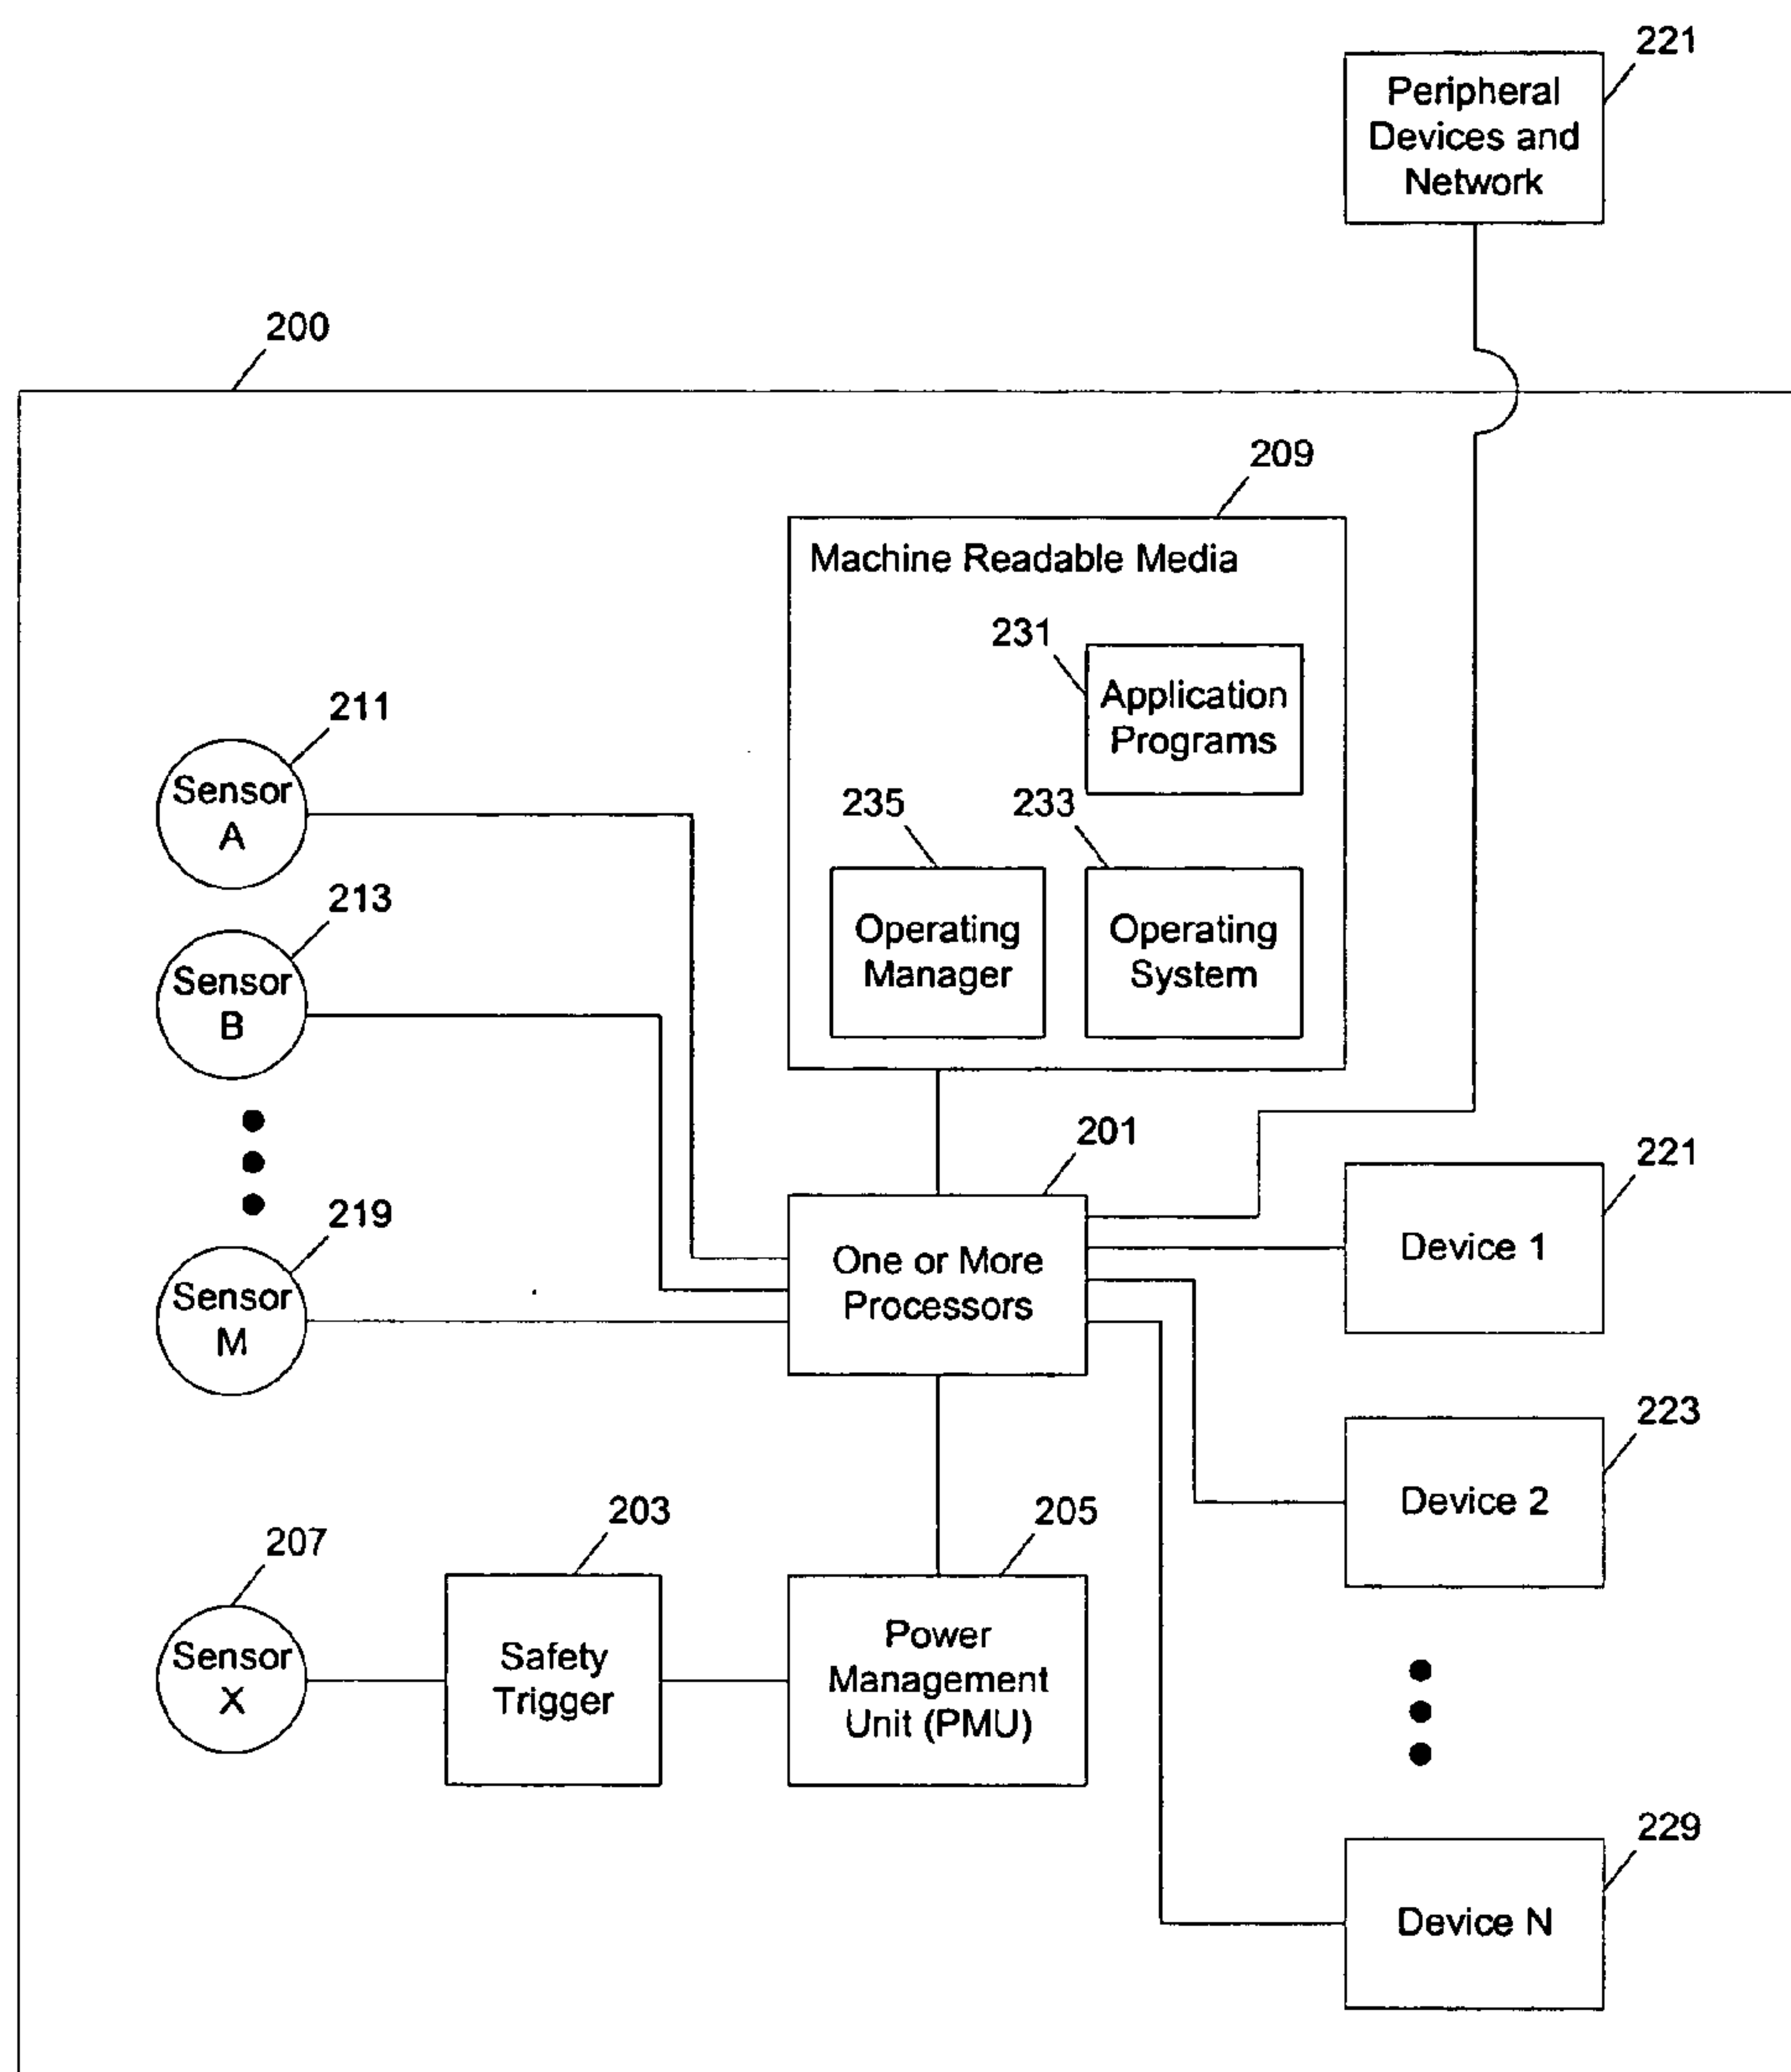 221
Peripheral
Devices and
Network
200
209
Machine Readable Media
231
Application
Programs
211
Sensor
A
235
233
Operating
Manager
Operating
System
213
Sensor
B
201
One or More
Processors
221
Device 1
219
Sensor
M
223
Device 2
207
Sensor
X
203
Safety
Trigger
205
Power
Management
Unit (PMU)
229
Device N